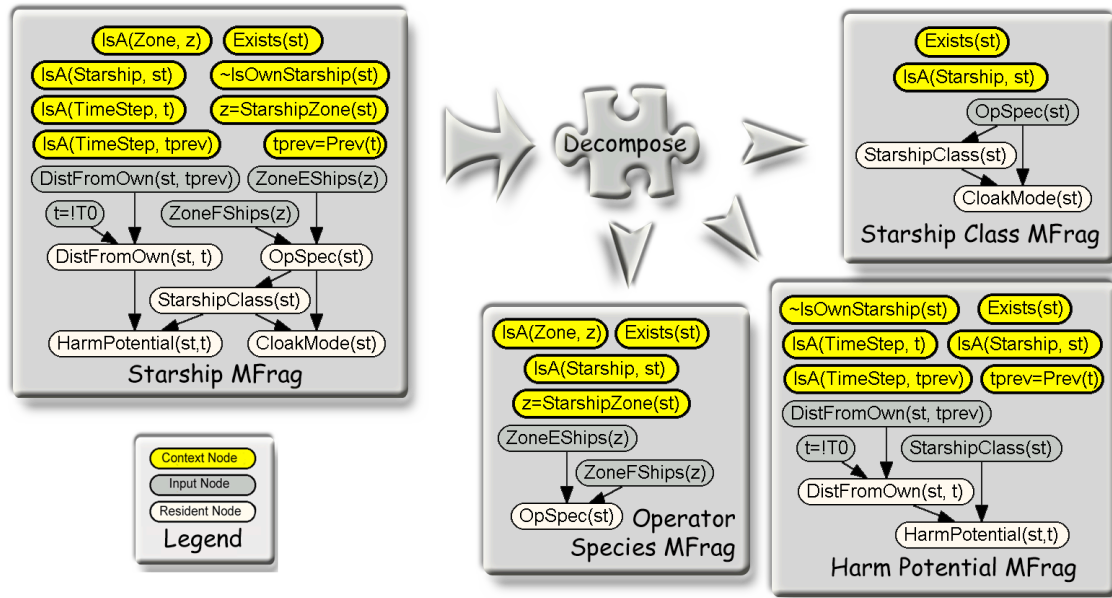 IsA(Zone, z) Exists(st)
IsA(Starship, st) ~IsOwnStarship(st)
IsA(TimeStep, t) z=StarshipZone(st)
IsA(TimeStep, tprev) tprev=Prev(t)
DistFromOwn(st, tprev) ZoneEShips(z)
t=!T0 ZoneFShips(z)
DistFromOwn(st, t) OpSpec(st)
StarshipClass(st)
HarmPotential(st,t) CloakMode(st)
Starship MFrag
Decompose
Exists(st)
IsA(Starship, st)
OpSpec(st)
StarshipClass(st)
CloakMode(st)
Starship Class MFrag
Context Node
Input Node
Resident Node
Legend
IsA(Zone, z) Exists(st)
IsA(Starship, st)
z=StarshipZone(st)
ZoneEShips(z)
ZoneFShips(z)
OpSpec(st) Operator
Species MFrag
~IsOwnStarship(st) Exists(st)
IsA(TimeStep, t) IsA(Starship, st)
IsA(TimeStep, tprev) tprev=Prev(t)
DistFromOwn(st, tprev)
t=!T0 StarshipClass(st)
DistFromOwn(st, t)
HarmPotential(st,t)
Harm Potential MFrag